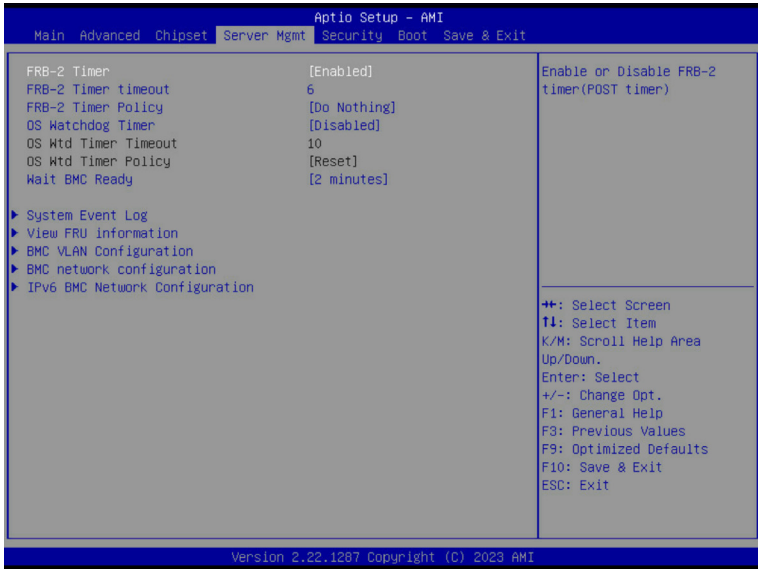 Aptio Setup - AMI
Main Advanced Chipset Server Mgmt Security Boot Save & Exit
FRB-2 Timer [Enabled]
FRB-2 Timer timeout 6
FRB-2 Timer Policy [Do Nothing]
OS Watchdog Timer [Disabled]
OS Wtd Timer Timeout 10
OS Wtd Timer Policy [Reset]
Wait BMC Ready [2 minutes]
System Event Log
View FRU information
BMC VLAN Configuration
BMC network configuration
IPv6 BMC Network Configuration
Enable or Disable FRB-2
timer(POST timer)
→←: Select Screen
↑↓: Select Item
K/M: Scroll Help Area
Up/Down.
Enter: Select
+/-: Change Opt.
F1: General Help
F3: Previous Values
F9: Optimized Defaults
F10: Save & Exit
ESC: Exit
Version 2.22.1287 Copyright (C) 2023 AMI